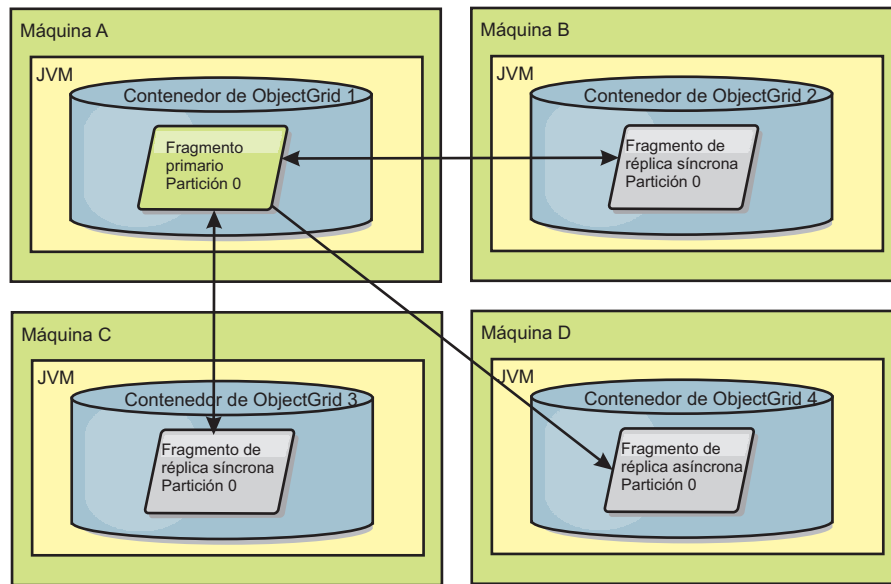 Máquina A
JVM
Contenedor de ObjectGrid 1
Fragmento
primario
Partición 0
Máquina B
JVM
Contenedor de ObjectGrid 2
Fragmento de
réplica síncrona
Partición 0
Máquina C
JVM
Contenedor de ObjectGrid 3
Fragmento de
réplica síncrona
Partición 0
Máquina D
JVM
Contenedor de ObjectGrid 4
Fragmento de
réplica asíncrona
Partición 0